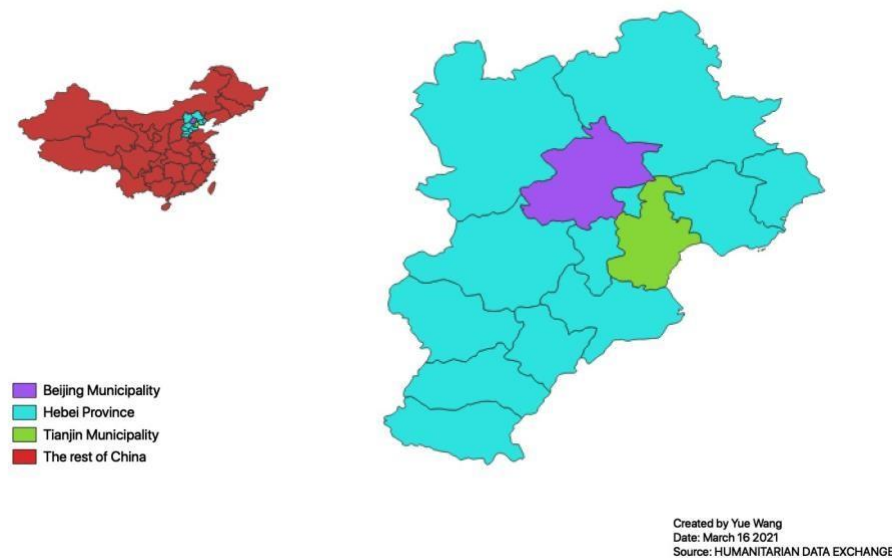 Beijing Municipality
Hebei Province
Tianjin Municipality
The rest of China
Created by Yue Wang
Date: March 16 2021
Source: HUMANITARIAN DATA EXCHANGE